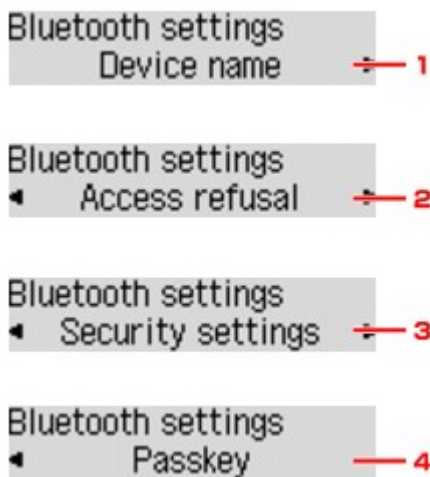 Bluetooth settings
Device name 1
Bluetooth settings
Access refusal 2
Bluetooth settings
Security settings 3
Bluetooth settings
Passkey 4